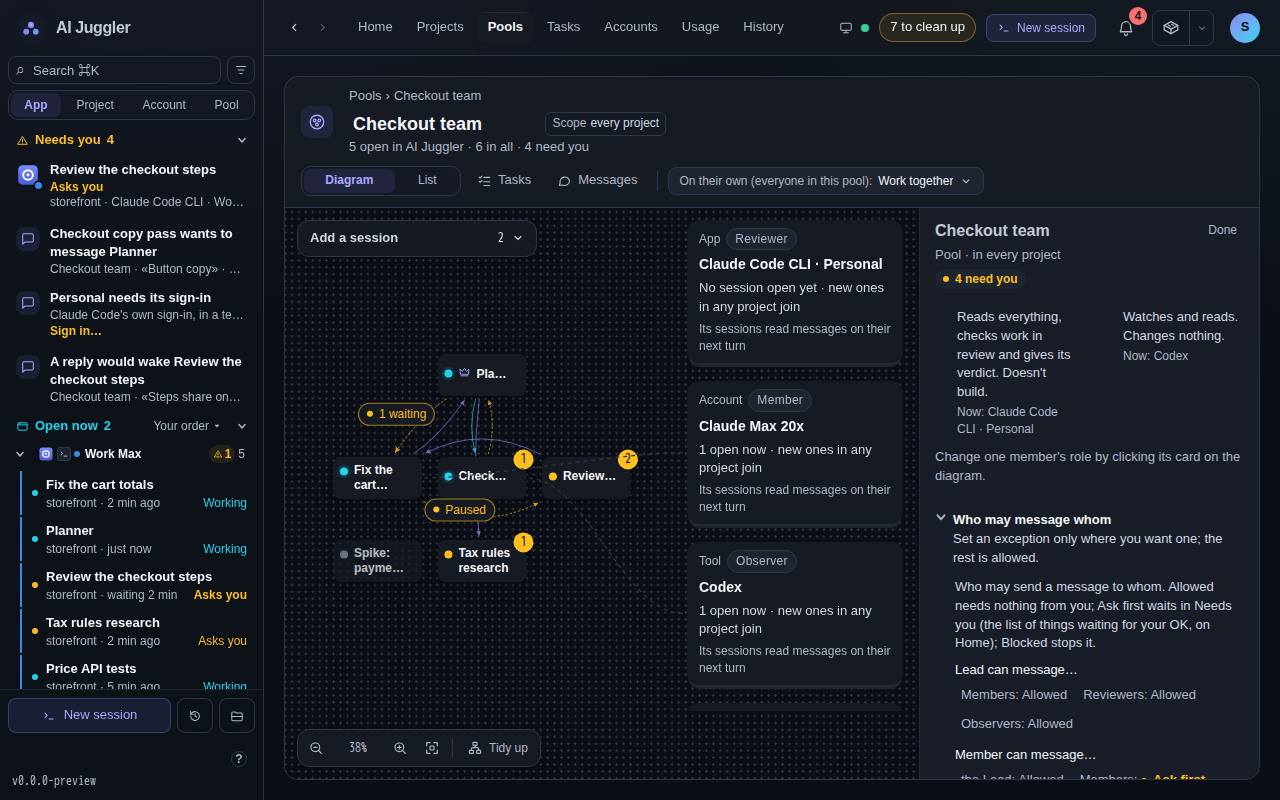 AI Juggler
Search ⌘K
App
Project
Account
Pool
Needs you 4
Review the checkout steps
Asks you
storefront · Claude Code CLI · Wo…
Checkout copy pass wants to
message Planner
Checkout team · «Button copy» · …
Personal needs its sign-in
Claude Code's own sign-in, in a te…
Sign in…
A reply would wake Review the
checkout steps
Checkout team · «Steps share on…
Open now 2
Your order
Work Max
1
5
Fix the cart totals
storefront · 2 min ago
Working
Planner
storefront · just now
Working
Review the checkout steps
storefront · waiting 2 min
Asks you
Tax rules research
storefront · 2 min ago
Asks you
Price API tests
storefront · 5 min ago
Working
New session
?
v0.0.0-preview
Home
Projects
Pools
Tasks
Accounts
Usage
History
7 to clean up
New session
4
S
Pools › Checkout team
Checkout team
Scope every project
5 open in AI Juggler · 6 in all · 4 need you
Diagram
List
Tasks
Messages
On their own (everyone in this pool): Work together
Add a session
2
Pla…
1 waiting
Fix the
cart…
1
Check…
2
Review…
Paused
Spike:
payme…
1
Tax rules
research
App
Reviewer
Claude Code CLI · Personal
No session open yet · new ones
in any project join
Its sessions read messages on their
next turn
Account
Member
Claude Max 20x
1 open now · new ones in any
project join
Its sessions read messages on their
next turn
Tool
Observer
Codex
1 open now · new ones in any
project join
Its sessions read messages on their
next turn
38%
Tidy up
Checkout team
Done
Pool · in every project
4 need you
Reads everything,
checks work in
review and gives its
verdict. Doesn't
build.
Now: Claude Code
CLI · Personal
Watches and reads.
Changes nothing.
Now: Codex
Change one member's role by clicking its card on the
diagram.
Who may message whom
Set an exception only where you want one; the
rest is allowed.
Who may send a message to whom. Allowed
needs nothing from you; Ask first waits in Needs
you (the list of things waiting for your OK, on
Home); Blocked stops it.
Lead can message…
Members: Allowed
Reviewers: Allowed
Observers: Allowed
Member can message…
the Lead: Allowed
Members: Ask first